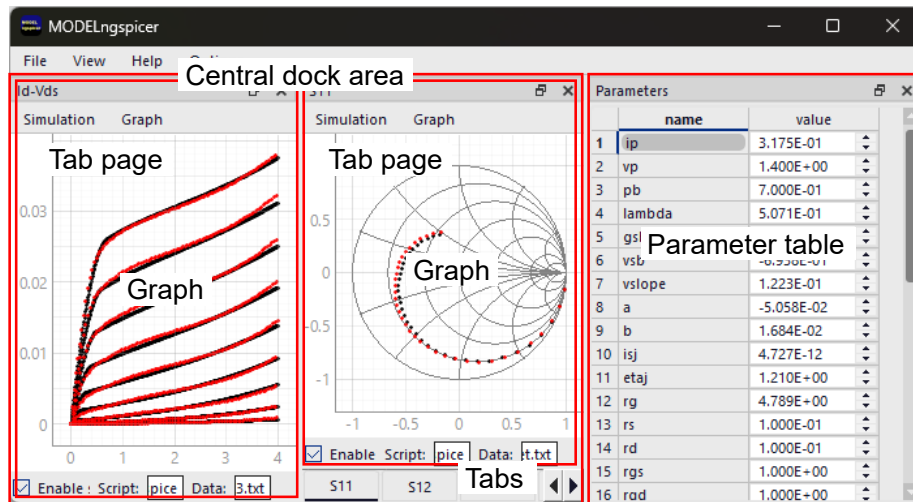 MODEL
ngspicer
MODELngspicer
File View Help
Central dock area
Id-Vds
Simulation Graph
Tab page
0.03
0.02
0.01
0
Graph
0 1 2 3 4
Enable Script: pice Data: 3.txt
S11
Simulation Graph
Tab page
0.5
0
-0.5
-1
Graph
-1 -0.5 0 0.5 1
Enable Script: pice Data: et.txt
Tabs
S11 S12
Parameters
name value
1 ip 3.175E-01
2 vp 1.400E+00
3 pb 7.000E-01
4 lambda 5.071E-01
5
Parameter table
6 vsb
7 vslope 1.223E-01
8 a -5.058E-02
9 b 1.684E-02
10 isj 4.727E-12
11 etaj 1.210E+00
12 rg 4.789E+00
13 rs 1.000E-01
14 rd 1.000E-01
15 rgs 1.000E+00
16 rgd 1.000E+00